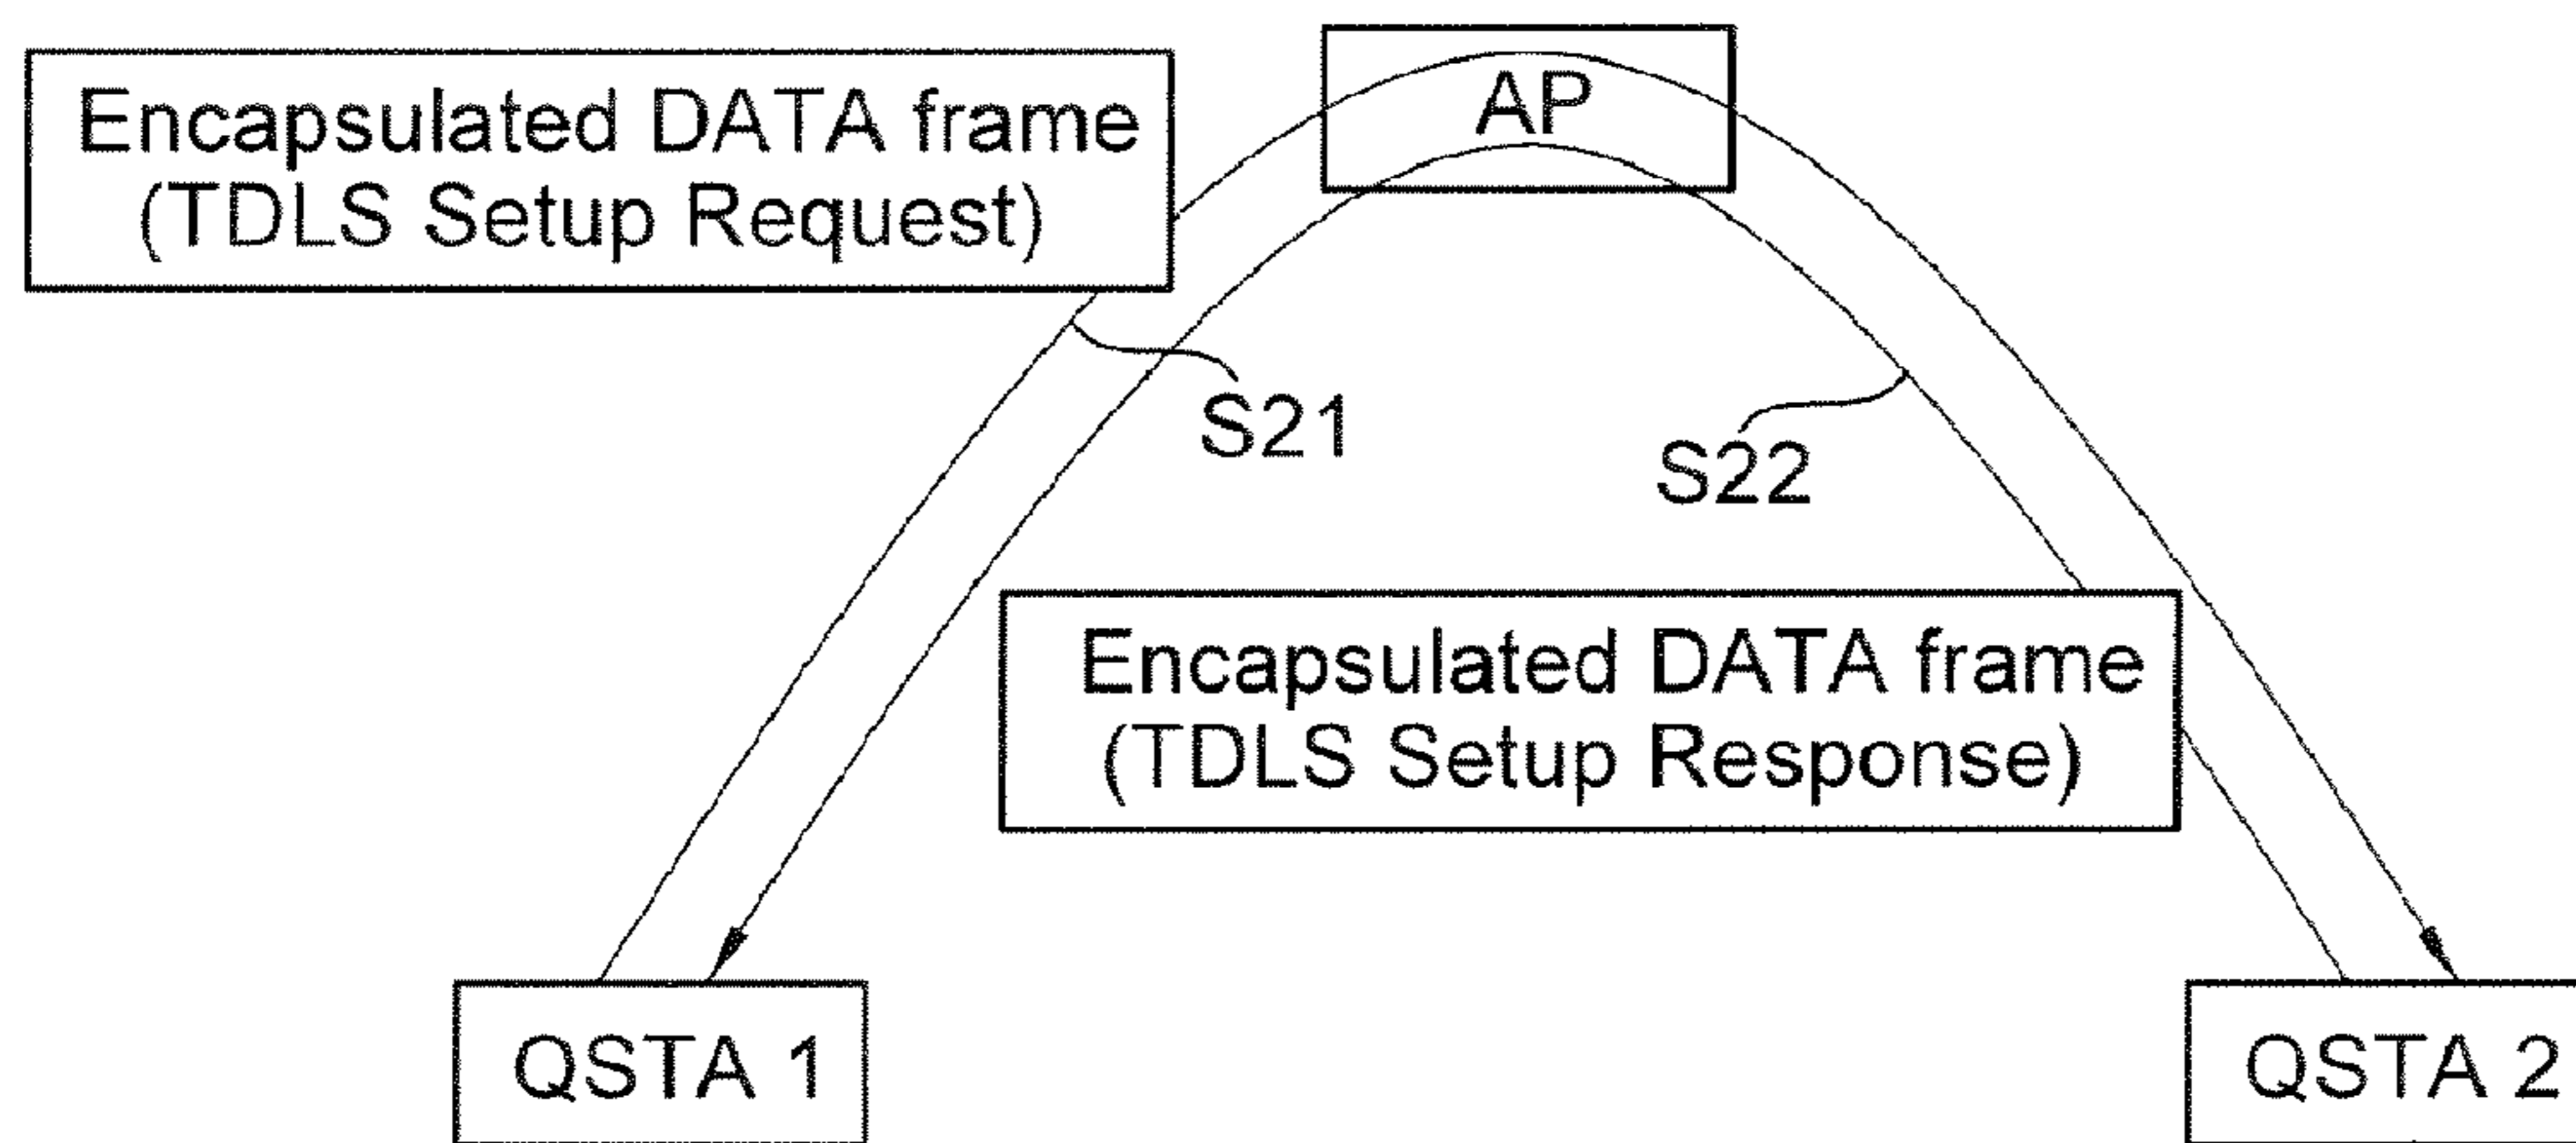 Encapsulated DATA frame
(TDLS Setup Request)
AP
S21
S22
Encapsulated DATA frame
(TDLS Setup Response)
QSTA 1
QSTA 2